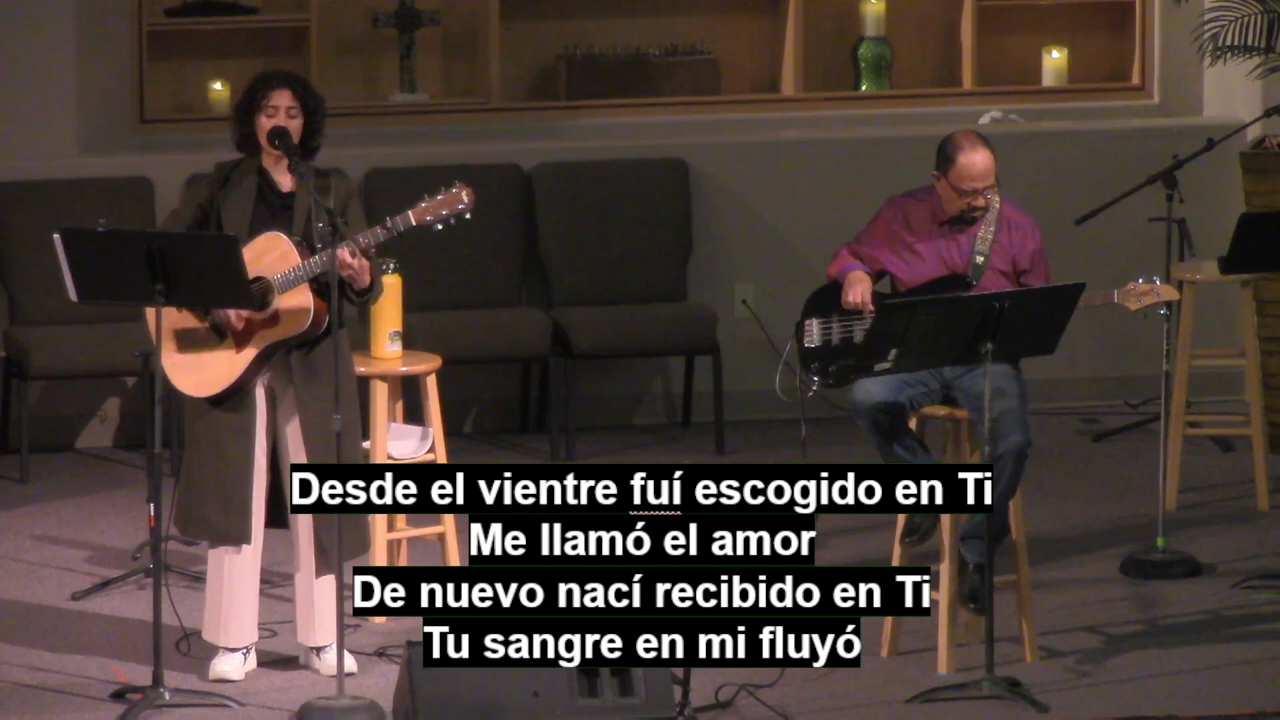 Desde el vientre fuí escogido en Ti
Me llamó el amor
De nuevo nací recibido en Ti
Tu sangre en mi fluyó